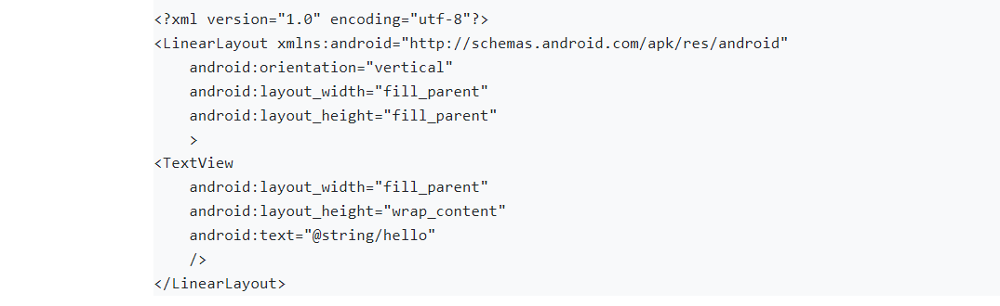 <?xml version="1.0" encoding="utf-8"?>
<LinearLayout xmlns:android="http://schemas.android.com/apk/res/android"
    android:orientation="vertical"
    android:layout_width="fill_parent"
    android:layout_height="fill_parent"
    >
<TextView
    android:layout_width="fill_parent"
    android:layout_height="wrap_content"
    android:text="@string/hello"
    />
</LinearLayout>